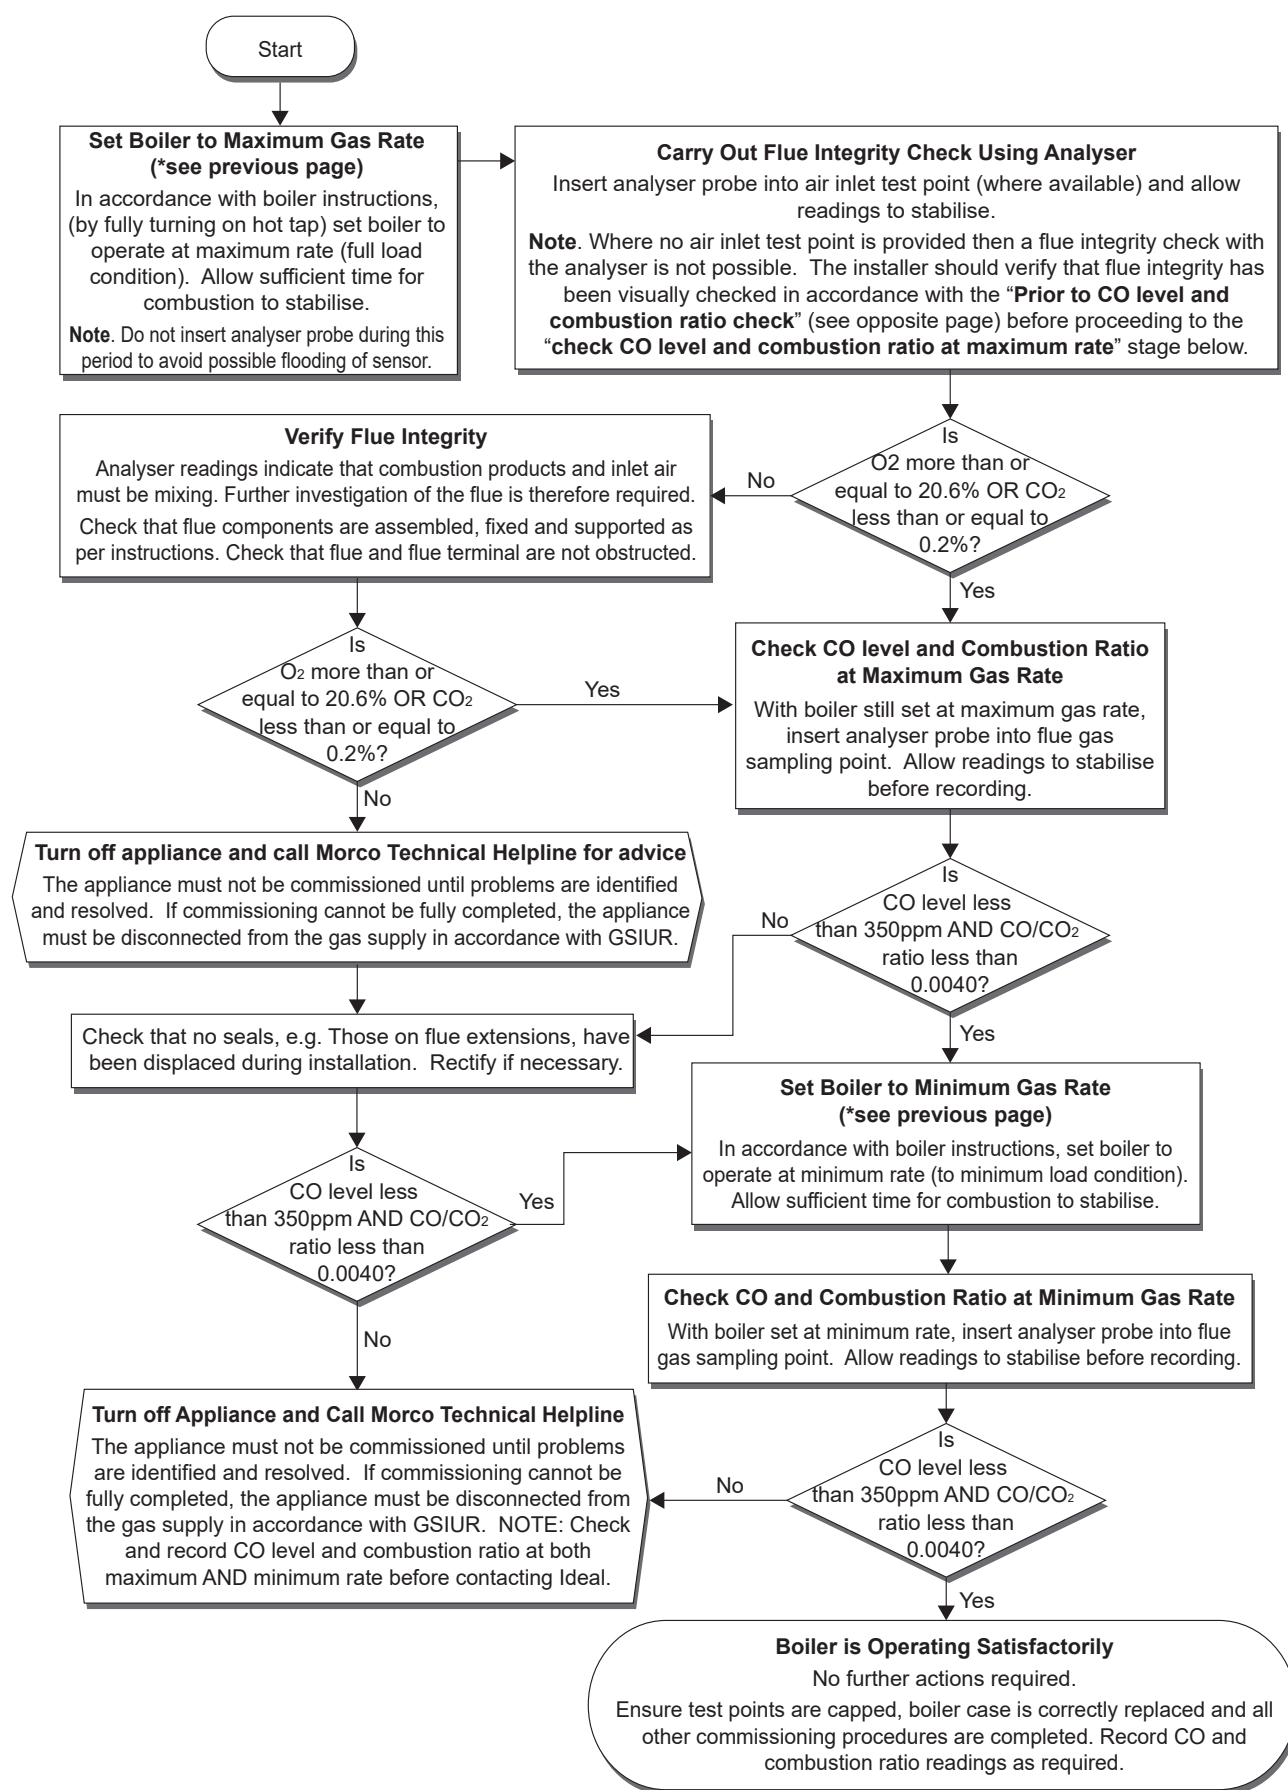 Start
Set Boiler to Maximum Gas Rate
(*see previous page)
In accordance with boiler instructions,
(by fully turning on hot tap) set boiler to
operate at maximum rate (full load
condition).  Allow sufficient time for
combustion to stabilise.
Note. Do not insert analyser probe during this
period to avoid possible flooding of sensor.
Carry Out Flue Integrity Check Using Analyser
Insert analyser probe into air inlet test point (where available) and allow
readings to stabilise.
Note. Where no air inlet test point is provided then a flue integrity check with
the analyser is not possible.  The installer should verify that flue integrity has
been visually checked in accordance with the “Prior to CO level and
combustion ratio check” (see opposite page) before proceeding to the
“check CO level and combustion ratio at maximum rate” stage below.
Is
O2 more than or
equal to 20.6% OR CO2
less than or equal to
0.2%?
No
Yes
Verify Flue Integrity
Analyser readings indicate that combustion products and inlet air
must be mixing. Further investigation of the flue is therefore required.
Check that flue components are assembled, fixed and supported as
per instructions. Check that flue and flue terminal are not obstructed.
Is
O2 more than or
equal to 20.6% OR CO2
less than or equal to
0.2%?
Yes
No
Check CO level and Combustion Ratio
at Maximum Gas Rate
With boiler still set at maximum gas rate,
insert analyser probe into flue gas
sampling point.  Allow readings to stabilise
before recording.
Turn off appliance and call Morco Technical Helpline for advice
The appliance must not be commissioned until problems are identified
and resolved.  If commissioning cannot be fully completed, the appliance
must be disconnected from the gas supply in accordance with GSIUR.
Is
CO level less
than 350ppm AND CO/CO2
ratio less than
0.0040?
No
Yes
Check that no seals, e.g. Those on flue extensions, have
been displaced during installation.  Rectify if necessary.
Set Boiler to Minimum Gas Rate
(*see previous page)
In accordance with boiler instructions, set boiler to
operate at minimum rate (to minimum load condition).
Allow sufficient time for combustion to stabilise.
Is
CO level less
than 350ppm AND CO/CO2
ratio less than
0.0040?
Yes
No
Check CO and Combustion Ratio at Minimum Gas Rate
With boiler set at minimum rate, insert analyser probe into flue
gas sampling point.  Allow readings to stabilise before recording.
Turn off Appliance and Call Morco Technical Helpline
The appliance must not be commissioned until problems
are identified and resolved.  If commissioning cannot be
fully completed, the appliance must be disconnected from
the gas supply in accordance with GSIUR.  NOTE: Check
and record CO level and combustion ratio at both
maximum AND minimum rate before contacting Ideal.
Is
CO level less
than 350ppm AND CO/CO2
ratio less than
0.0040?
No
Yes
Boiler is Operating Satisfactorily
No further actions required.
Ensure test points are capped, boiler case is correctly replaced and all
other commissioning procedures are completed. Record CO and
combustion ratio readings as required.